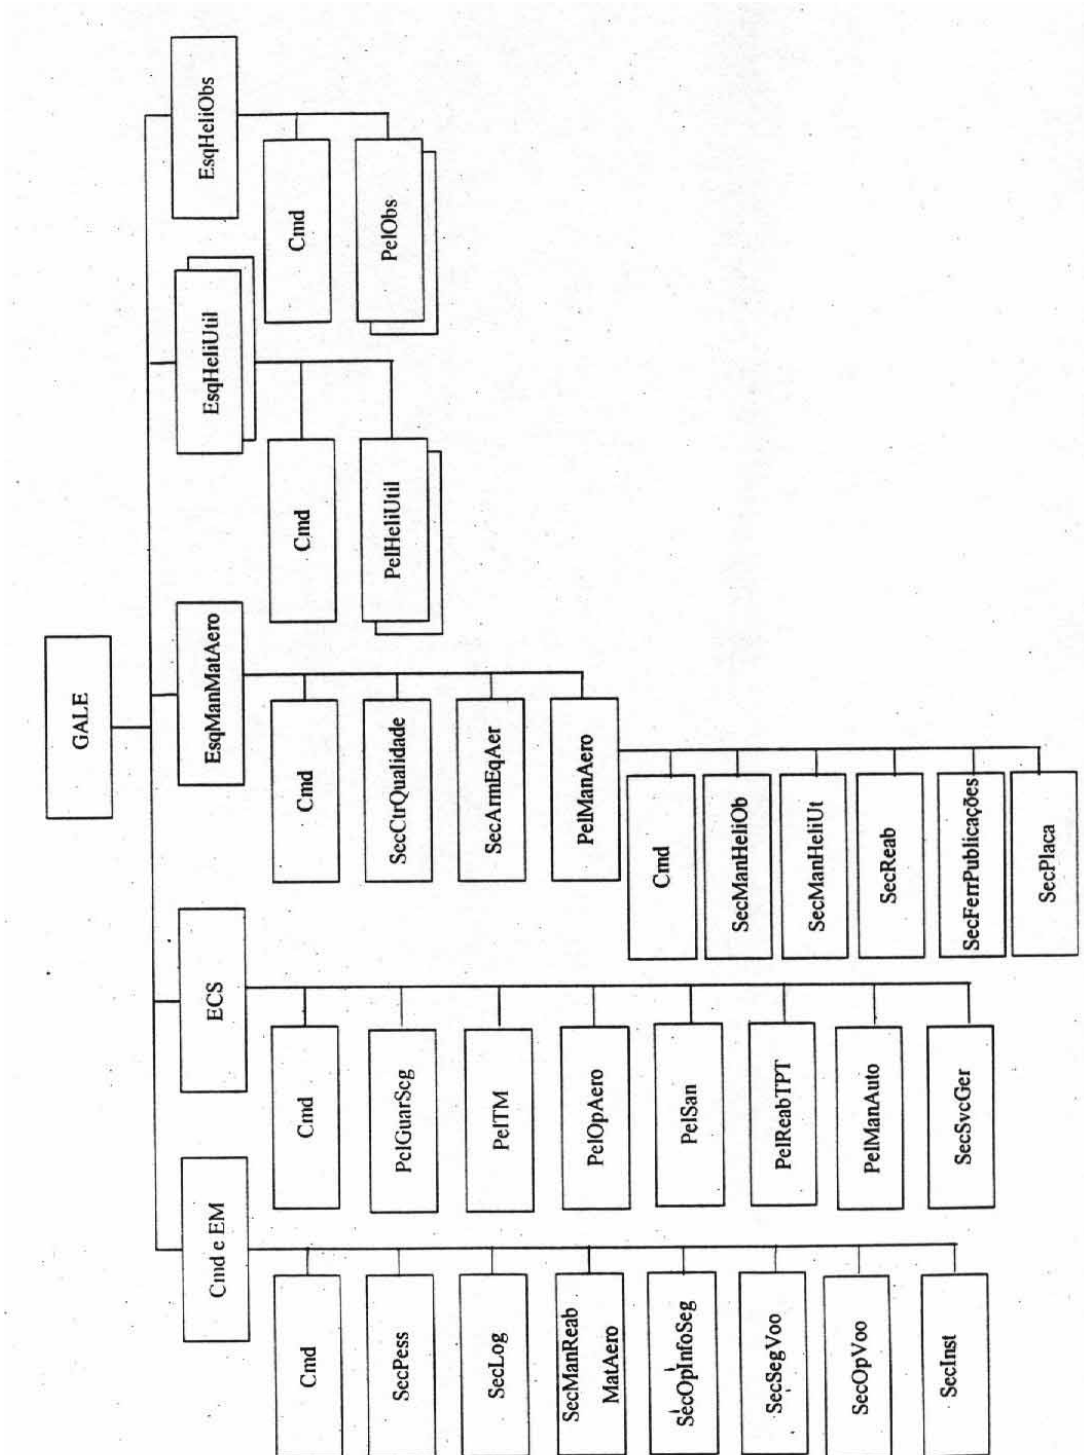 GALE
Cmd e EM
Cmd
SecPess
SecLog
SecManReab
MatAero
SecOpInfoSeg
SecSegVoo
SecOpVoo
SecInst
ECS
Cmd
PelGuarSeg
PelTM
PelOpAero
PelSan
PelReabTPT
PelManAuto
SecSvcGer
EsqManMatAero
Cmd
SecCtrQualidade
SecArmEqAer
PelManAero
Cmd
SecManHeliOb
SecManHeliUt
SecReab
SecFerrPublicações
SecPlaca
EsqHeliUtil
Cmd
PelHeliUtil
EsqHeliObs
Cmd
PelObs